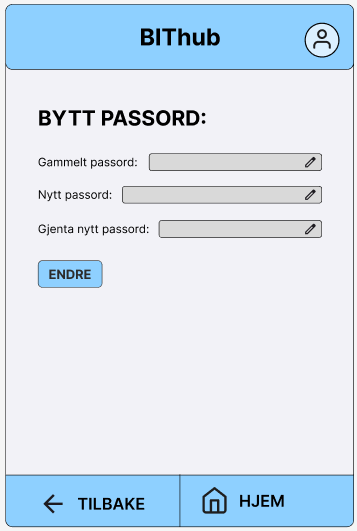 BIThub
BYTT PASSORD:
Gammelt passord:
Nytt passord:
Gjenta nytt passord:
ENDRE
TILBAKE
HJEM